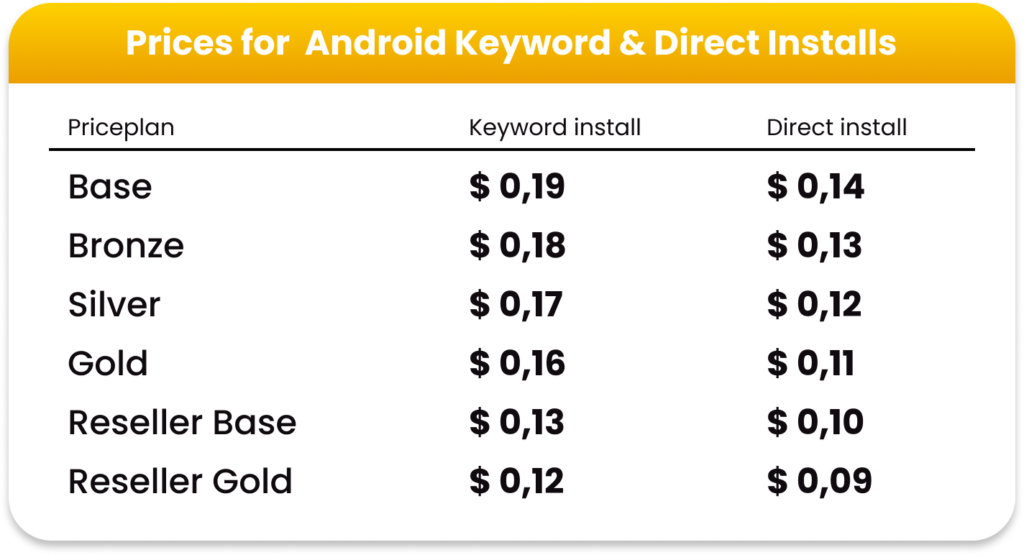 Prices for Android Keyword & Direct Installs
Priceplan Keyword install Direct install
Base $ 0,19 $ 0,14
Bronze $ 0,18 $ 0,13
Silver $ 0,17 $ 0,12
Gold $ 0,16 $ 0,11
Reseller Base $ 0,13 $ 0,10
Reseller Gold $ 0,12 $ 0,09